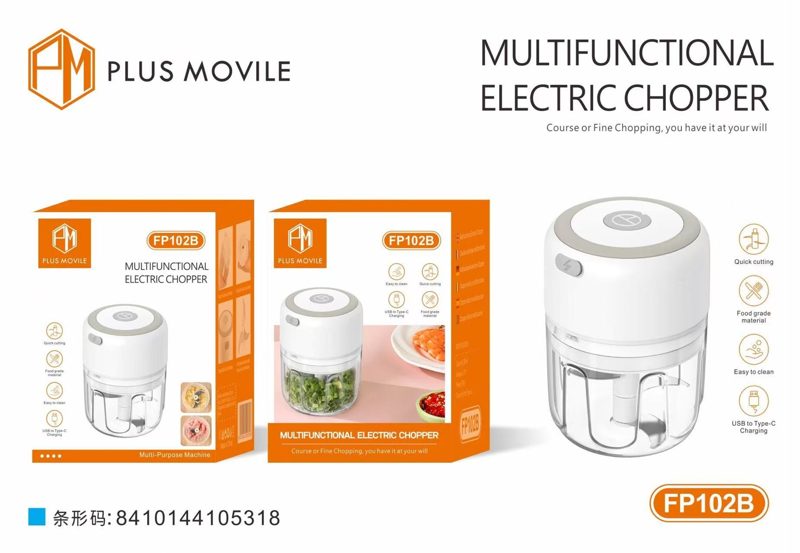 PM PLUS MOVILE
MULTIFUNCTIONAL
ELECTRIC CHOPPER
Course or Fine Chopping, you have it at your will
PM
PLUS MOVILE
FP102B
MULTIFUNCTIONAL
ELECTRIC CHOPPER
Quick cutting
Food grade
material
Easy to clean
USB to Type-C
Charging
Multi-Purpose Machine
PM
PLUS MOVILE
FP102B
Easy to clean
Quick cutting
USB to Type-C
Charging
Food grade
material
MULTIFUNCTIONAL ELECTRIC CHOPPER
Course or Fine Chopping, you have it at your will
FP102B
Quick cutting
Food grade
material
Easy to clean
USB to Type-C
Charging
FP102B
条形码: 8410144105318